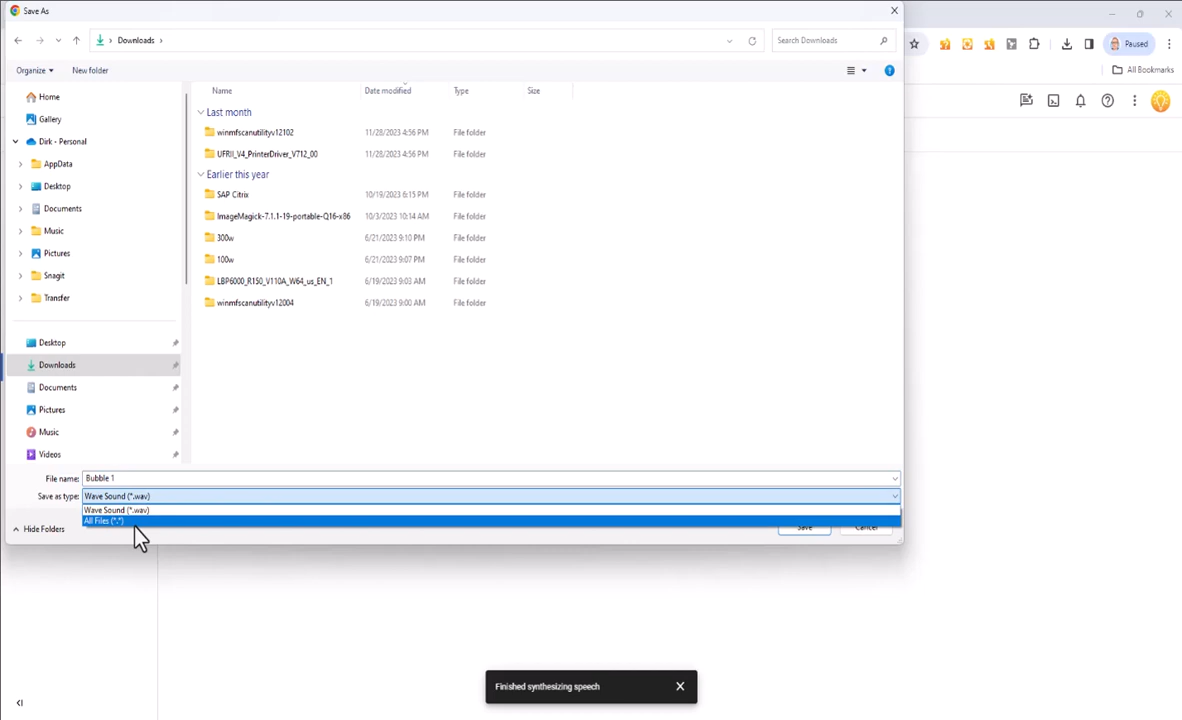 Save As
Downloads
Search Downloads
Paused
Organize
New folder
All Bookmarks
Name
Date modified
Type
Size
Home
Gallery
Dirk - Personal
AppData
Desktop
Documents
Music
Pictures
Snagit
Transfer
Desktop
Downloads
Documents
Pictures
Music
Videos
Last month
winmfscanutilityv12102 11/28/2023 4:56 PM File folder
UFRII_V4_PrinterDriver_V712_00 11/28/2023 4:56 PM File folder
Earlier this year
SAP Citrix 10/19/2023 6:15 PM File folder
ImageMagick-7.1.1-19-portable-Q16-x86 10/3/2023 10:14 AM File folder
300w 6/21/2023 9:10 PM File folder
100w 6/21/2023 9:07 PM File folder
LBP6000_R150_V110A_W64_us_EN_1 6/19/2023 9:03 AM File folder
winmfscanutilityv12004 6/19/2023 9:00 AM File folder
File name: Bubble 1
Save as type: Wave Sound (*.wav)
Wave Sound (*.wav)
All Files (*.*)
Hide Folders
Save
Cancel
Finished synthesizing speech